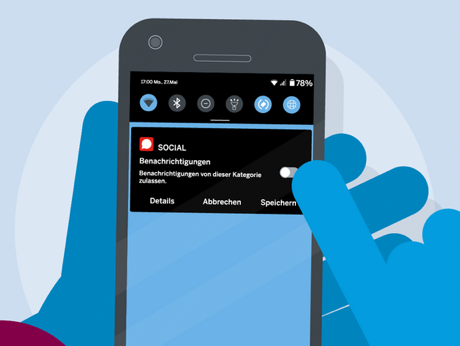 17:00 Mo., 27.Mai 78%
SOCIAL
Benachrichtigungen
Benachrichtigungen von dieser Kategorie
zulassen.
Details Abbrechen Speichern